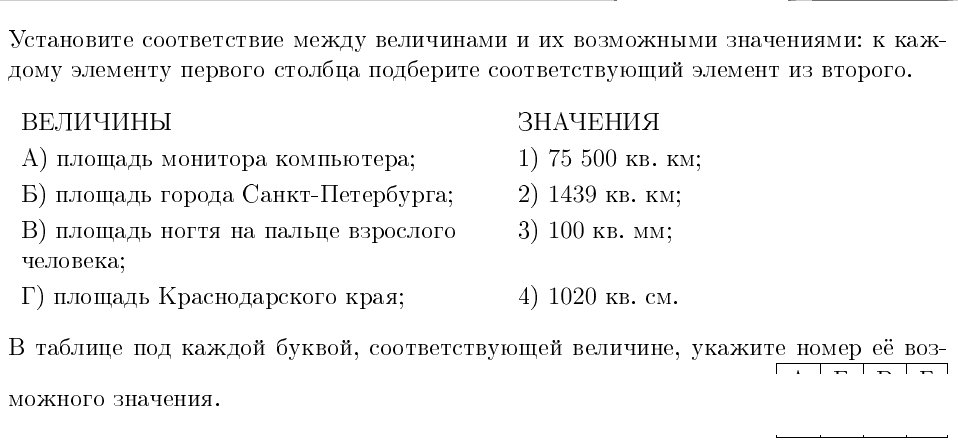 Установите соответствие между величинами и их возможными значениями: к каж-
дому элементу первого столбца подберите соответствующий элемент из второго.
ВЕЛИЧИНЫ ЗНАЧЕНИЯ
А) площадь монитора компьютера; 1) 75 500 кв. км;
Б) площадь города Санкт-Петербурга; 2) 1439 кв. км;
В) площадь ногтя на пальце взрослого 3) 100 кв. мм;
человека;
Г) площадь Краснодарского края; 4) 1020 кв. см.
В таблице под каждой буквой, соответствующей величине, укажите номер её воз-
можного значения.